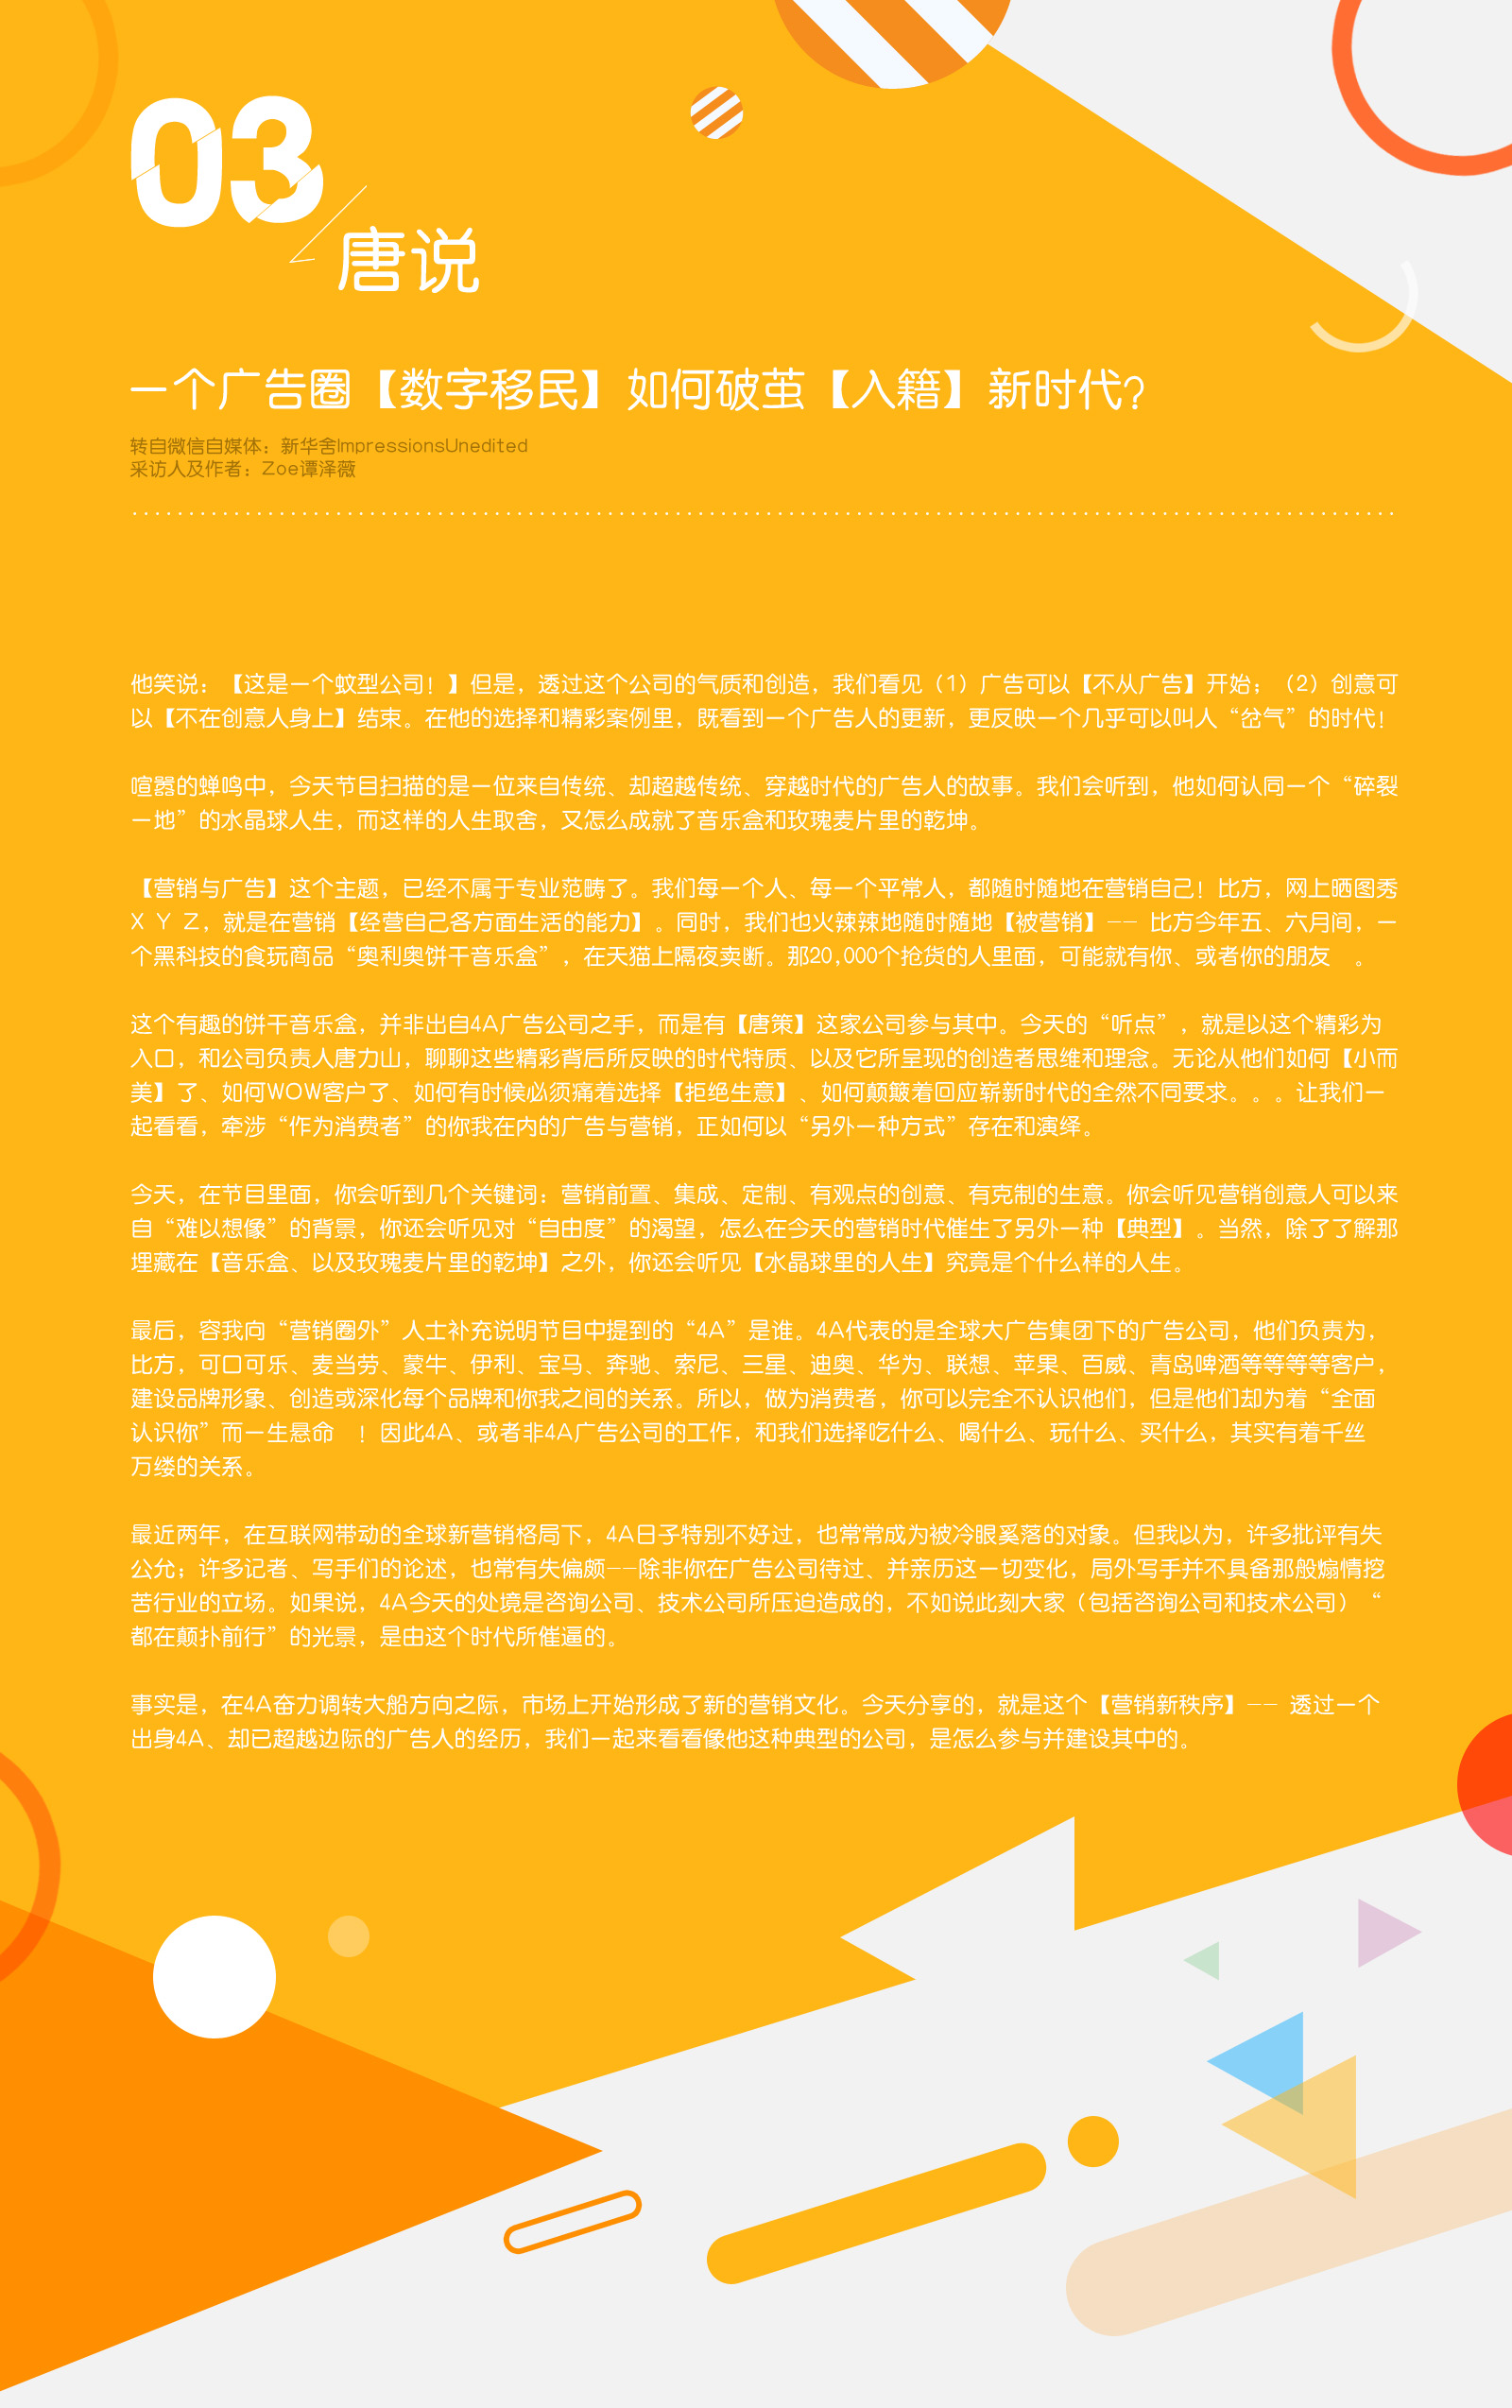 03
唐说
一个广告圈【数字移民】如何破茧【入籍】新时代?
转自微信自媒体：新华舍ImpressionsUnedited
采访人及作者：Zoe谭泽薇
他笑说：【这是一个蚊型公司！】但是，透过这个公司的气质和创造，我们看见（1）广告可以【不从广告】开始；（2）创意可
以【不在创意人身上】结束。在他的选择和精彩案例里，既看到一个广告人的更新，更反映一个几乎可以叫人“岔气”的时代！
喧嚣的蝉鸣中，今天节目扫描的是一位来自传统、却超越传统、穿越时代的广告人的故事。我们会听到，他如何认同一个“碎裂
一地”的水晶球人生，而这样的人生取舍，又怎么成就了音乐盒和玫瑰麦片里的乾坤。
【营销与广告】这个主题，已经不属于专业范畴了。我们每一个人、每一个平常人，都随时随地在营销自己！比方，网上晒图秀
X Y Z，就是在营销【经营自己各方面生活的能力】。同时，我们也火辣辣地随时随地【被营销】-- 比方今年五、六月间，一
个黑科技的食玩商品“奥利奥饼干音乐盒”，在天猫上隔夜卖断。那20,000个抢货的人里面，可能就有你、或者你的朋友 。
这个有趣的饼干音乐盒，并非出自4A广告公司之手，而是有【唐策】这家公司参与其中。今天的“听点”，就是以这个精彩为
入口，和公司负责人唐力山，聊聊这些精彩背后所反映的时代特质、以及它所呈现的创造者思维和理念。无论从他们如何【小而
美】了、如何WOW客户了、如何有时候必须痛着选择【拒绝生意】、如何颠簸着回应崭新时代的全然不同要求。。。让我们一
起看看，牵涉“作为消费者”的你我在内的广告与营销，正如何以“另外一种方式”存在和演绎。
今天，在节目里面，你会听到几个关键词：营销前置、集成、定制、有观点的创意、有克制的生意。你会听见营销创意人可以来
自“难以想像”的背景，你还会听见对“自由度”的渴望，怎么在今天的营销时代催生了另外一种【典型】。当然，除了了解那
埋藏在【音乐盒、以及玫瑰麦片里的乾坤】之外，你还会听见【水晶球里的人生】究竟是个什么样的人生。
最后，容我向“营销圈外”人士补充说明节目中提到的“4A”是谁。4A代表的是全球大广告集团下的广告公司，他们负责为，
比方，可口可乐、麦当劳、蒙牛、伊利、宝马、奔驰、索尼、三星、迪奥、华为、联想、苹果、百威、青岛啤酒等等等等客户，
建设品牌形象、创造或深化每个品牌和你我之间的关系。所以，做为消费者，你可以完全不认识他们，但是他们却为着“全面
认识你”而一生悬命 ！因此4A、或者非4A广告公司的工作，和我们选择吃什么、喝什么、玩什么、买什么，其实有着千丝
万缕的关系。
最近两年，在互联网带动的全球新营销格局下，4A日子特别不好过，也常常成为被冷眼奚落的对象。但我以为，许多批评有失
公允；许多记者、写手们的论述，也常有失偏颇--除非你在广告公司待过、并亲历这一切变化，局外写手并不具备那般煽情挖
苦行业的立场。如果说，4A今天的处境是咨询公司、技术公司所压迫造成的，不如说此刻大家（包括咨询公司和技术公司）“
都在颠扑前行”的光景，是由这个时代所催逼的。
事实是，在4A奋力调转大船方向之际，市场上开始形成了新的营销文化。今天分享的，就是这个【营销新秩序】-- 透过一个
出身4A、却已超越边际的广告人的经历，我们一起来看看像他这种典型的公司，是怎么参与并建设其中的。